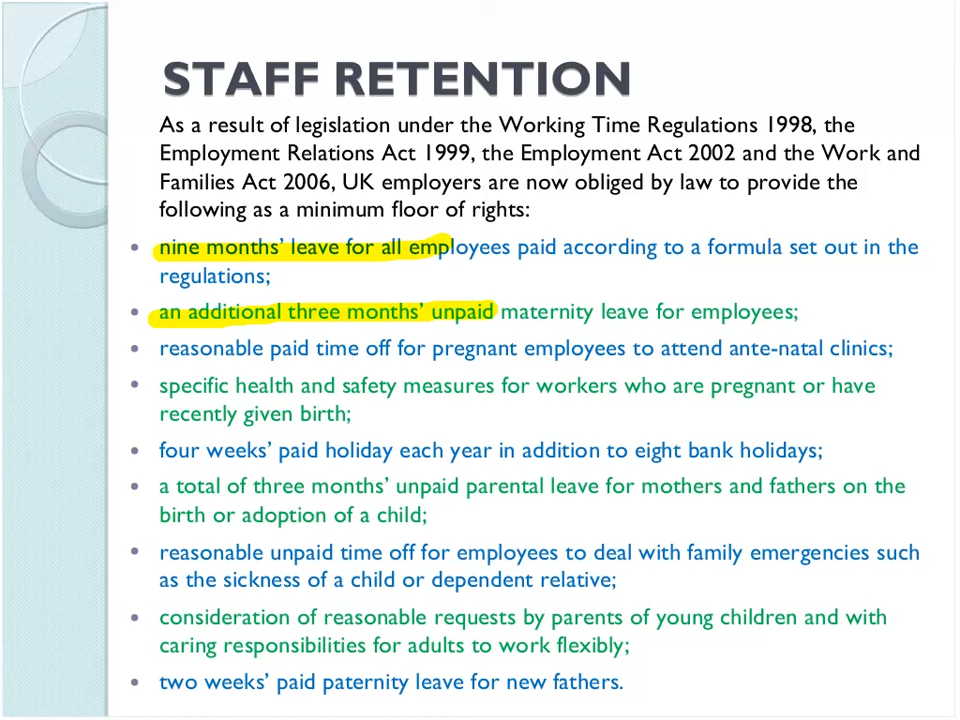 STAFF RETENTION
As a result of legislation under the Working Time Regulations 1998, the
Employment Relations Act 1999, the Employment Act 2002 and the Work and
Families Act 2006, UK employers are now obliged by law to provide the
following as a minimum floor of rights:
• nine months’ leave for all employees paid according to a formula set out in the
regulations;
• an additional three months’ unpaid maternity leave for employees;
• reasonable paid time off for pregnant employees to attend ante-natal clinics;
• specific health and safety measures for workers who are pregnant or have
recently given birth;
• four weeks’ paid holiday each year in addition to eight bank holidays;
• a total of three months’ unpaid parental leave for mothers and fathers on the
birth or adoption of a child;
• reasonable unpaid time off for employees to deal with family emergencies such
as the sickness of a child or dependent relative;
• consideration of reasonable requests by parents of young children and with
caring responsibilities for adults to work flexibly;
• two weeks’ paid paternity leave for new fathers.